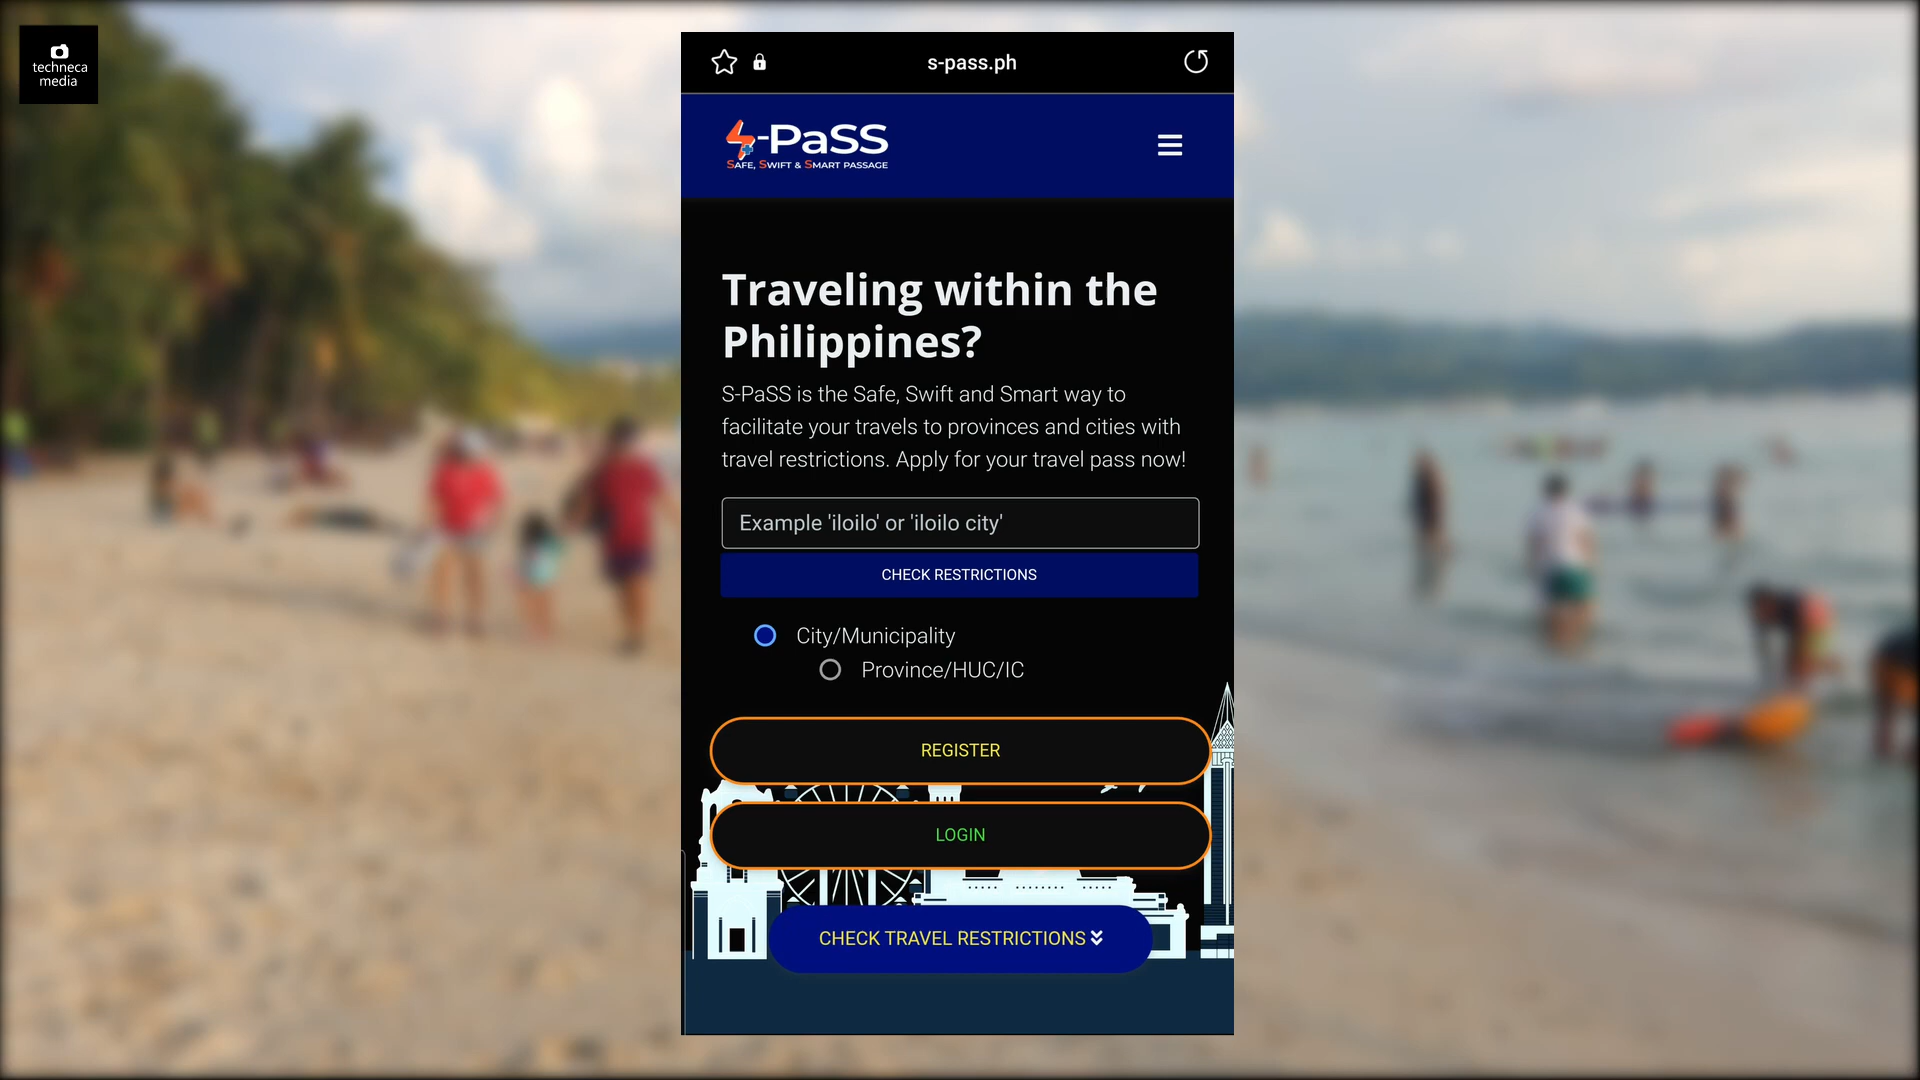 techneca
media
s-pass.ph
S-PaSS
SAFE, SWIFT & SMART PASSAGE
Traveling within the
Philippines?
S-PaSS is the Safe, Swift and Smart way to
facilitate your travels to provinces and cities with
travel restrictions. Apply for your travel pass now!
Example 'iloilo' or 'iloilo city'
CHECK RESTRICTIONS
City/Municipality
Province/HUC/IC
REGISTER
LOGIN
CHECK TRAVEL RESTRICTIONS